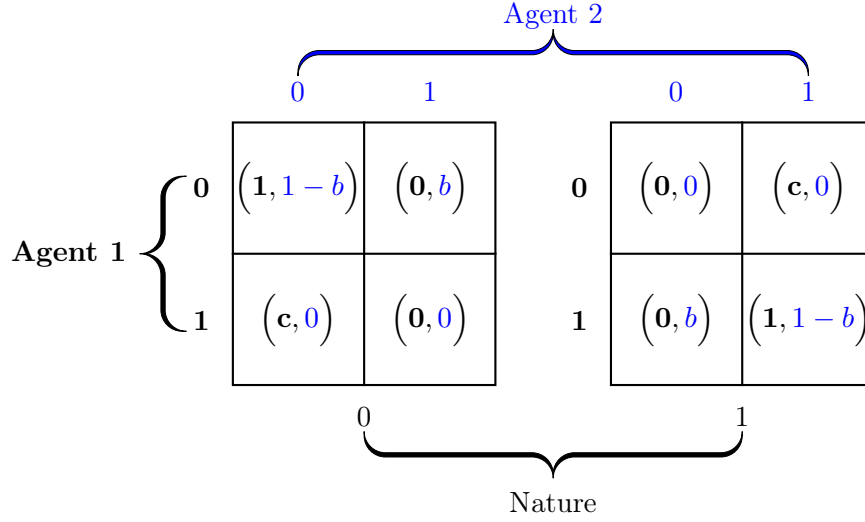 Agent 2
0 1 0 1
0 (1, 1 − b) (0, b) 0 (0, 0) (c, 0)
Agent 1
1 (c, 0) (0, 0) 1 (0, b) (1, 1 − b)
0 1
Nature